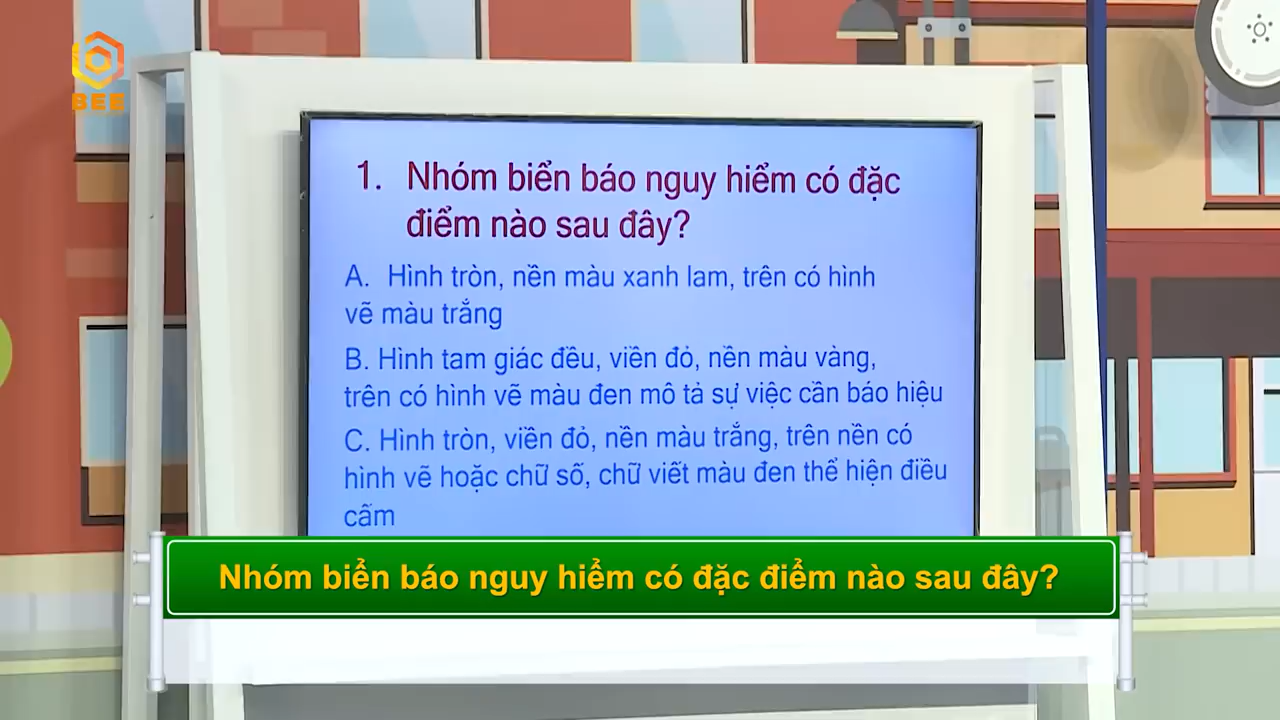 BEE
1. Nhóm biển báo nguy hiểm có đặc
điểm nào sau đây?
A. Hình tròn, nền màu xanh lam, trên có hình
vẽ màu trắng
B. Hình tam giác đều, viền đỏ, nền màu vàng,
trên có hình vẽ màu đen mô tả sự việc cần báo hiệu
C. Hình tròn, viền đỏ, nền màu trắng, trên nền có
hình vẽ hoặc chữ số, chữ viết màu đen thể hiện điều
cấm
Nhóm biển báo nguy hiểm có đặc điểm nào sau đây?